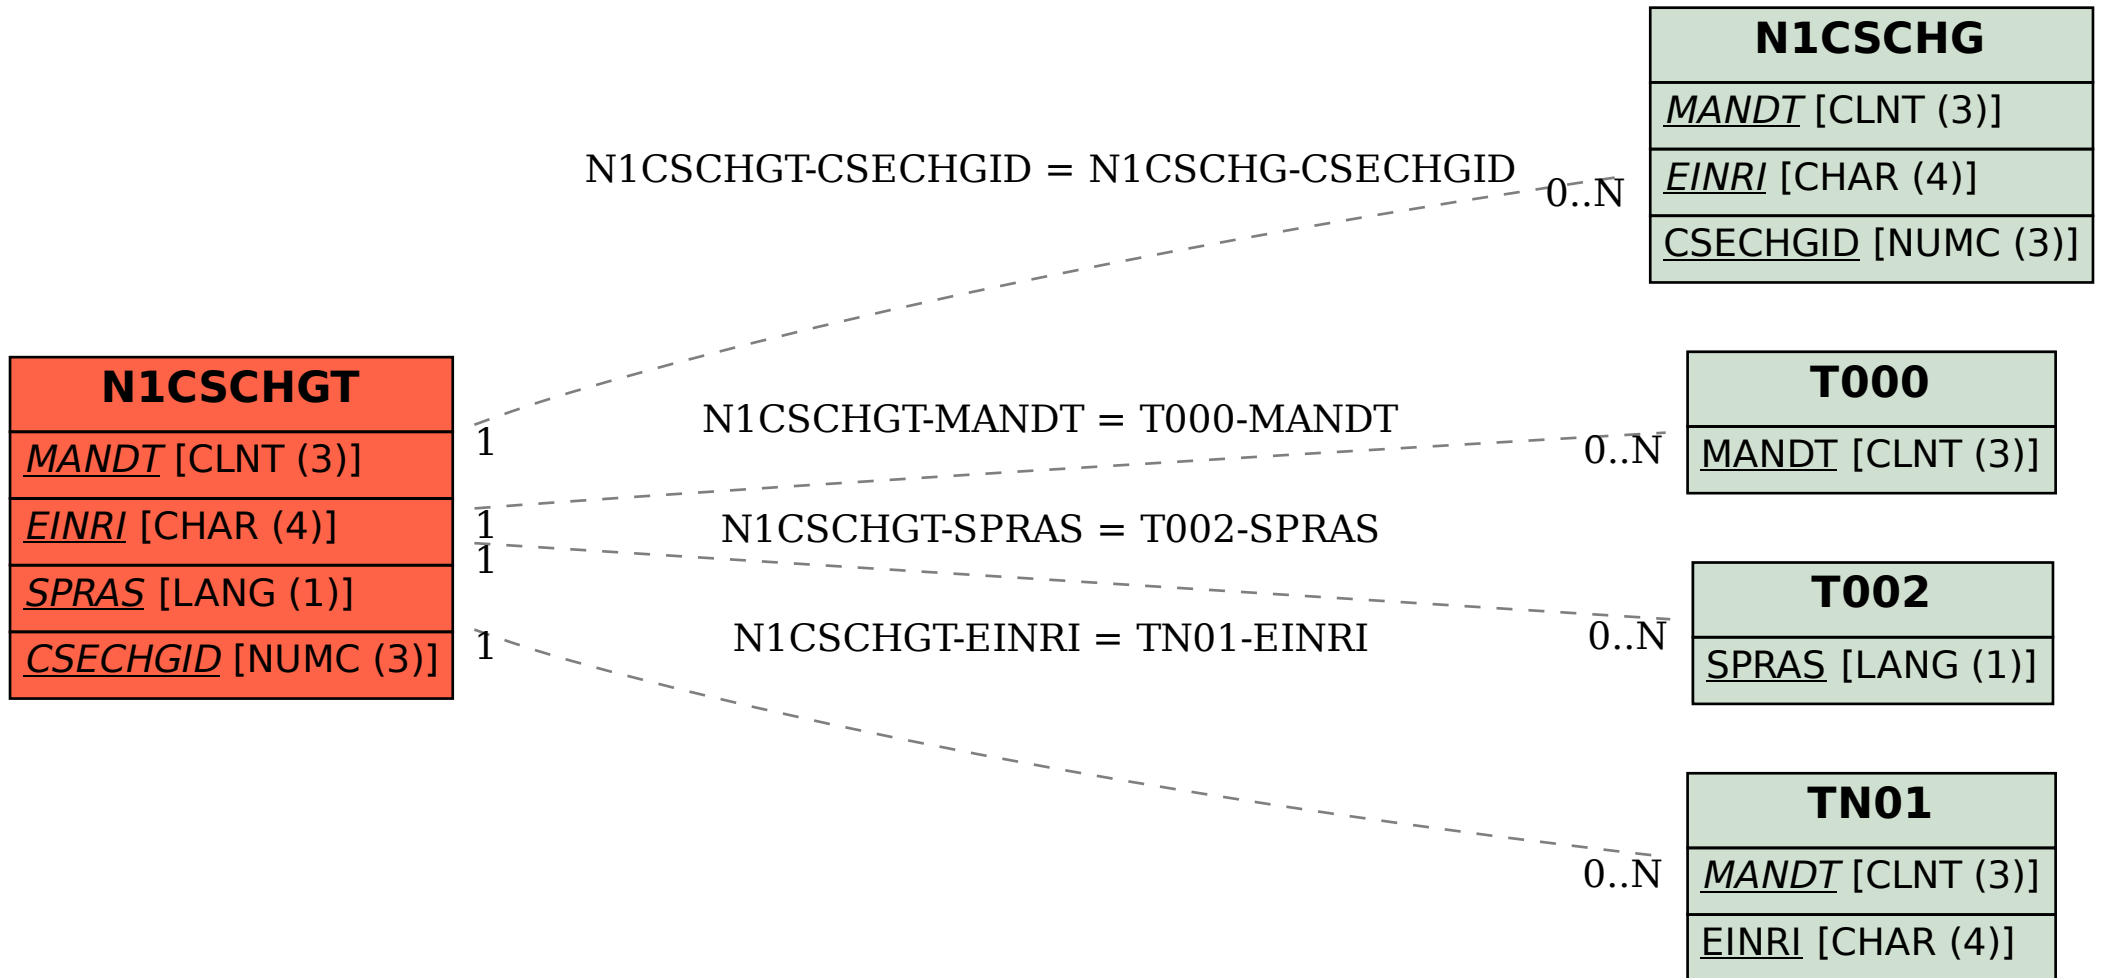 N1CSCHG
MANDT [CLNT (3)]
EINRI [CHAR (4)]
CSECHGID [NUMC (3)]
N1CSCHGT-CSECHGID = N1CSCHG-CSECHGID
0..N
1
N1CSCHGT
MANDT [CLNT (3)]
EINRI [CHAR (4)]
SPRAS [LANG (1)]
CSECHGID [NUMC (3)]
N1CSCHGT-MANDT = T000-MANDT
0..N
1
T000
MANDT [CLNT (3)]
N1CSCHGT-SPRAS = T002-SPRAS
0..N
1
T002
SPRAS [LANG (1)]
N1CSCHGT-EINRI = TN01-EINRI
0..N
1
TN01
MANDT [CLNT (3)]
EINRI [CHAR (4)]